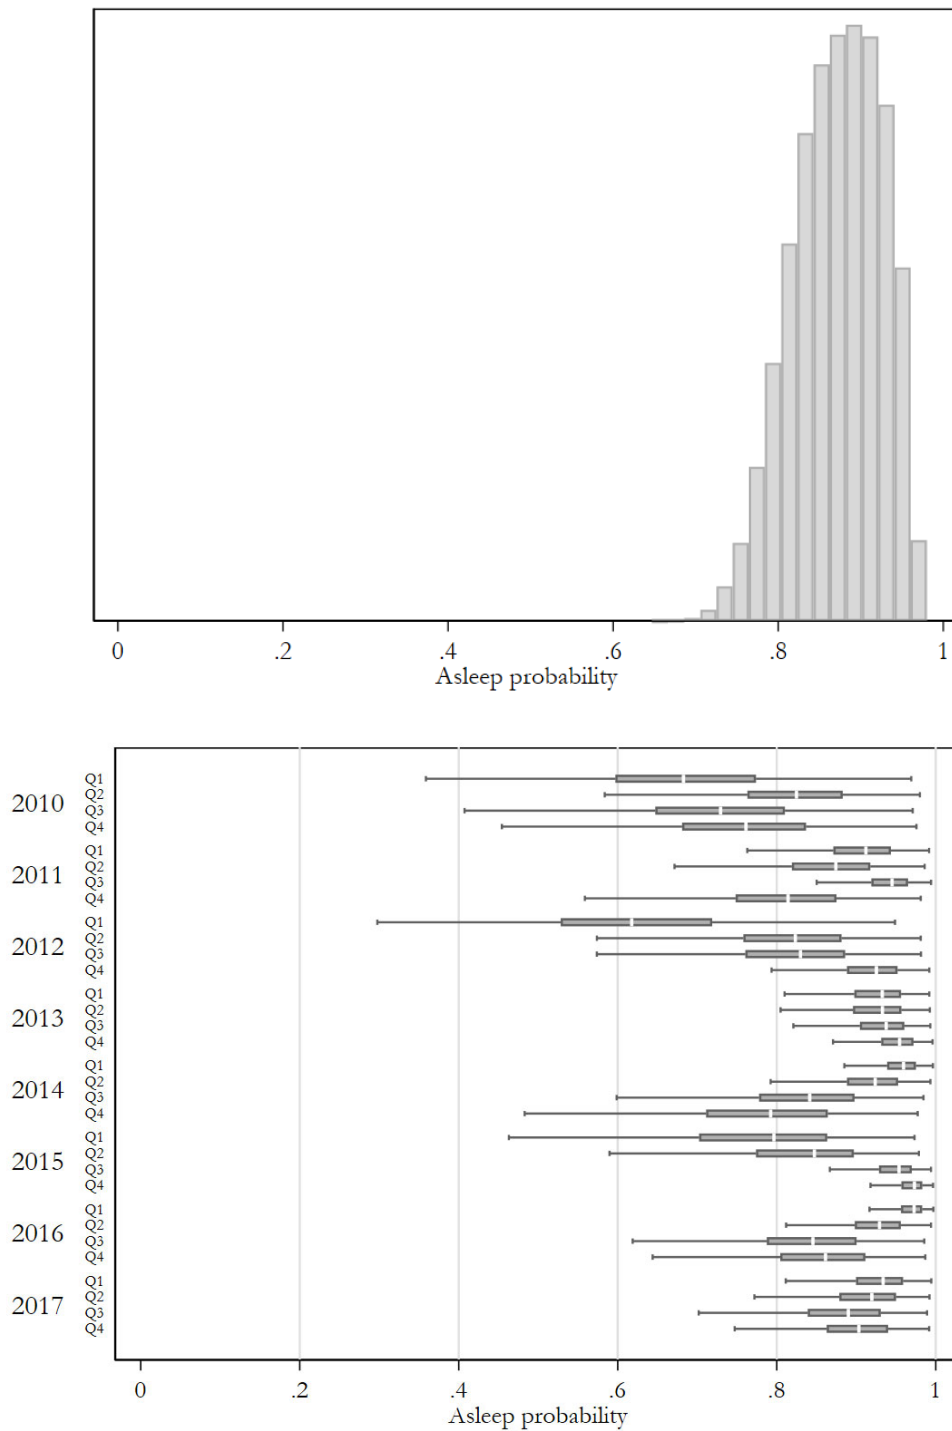 0 .2 .4 .6 .8 1
Asleep probability
2010 Q1 Q2 Q3 Q4
2011 Q1 Q2 Q3 Q4
2012 Q1 Q2 Q3 Q4
2013 Q1 Q2 Q3 Q4
2014 Q1 Q2 Q3 Q4
2015 Q1 Q2 Q3 Q4
2016 Q1 Q2 Q3 Q4
2017 Q1 Q2 Q3 Q4
0 .2 .4 .6 .8 1
Asleep probability